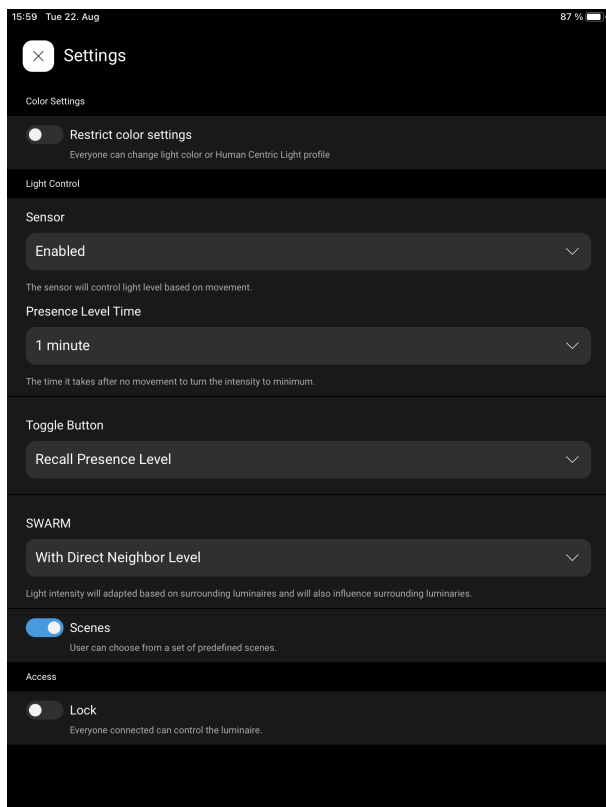 15:59 Tue 22. Aug 87 %
Settings
Color Settings
Restrict color settings
Everyone can change light color or Human Centric Light profile
Light Control
Sensor
Enabled
The sensor will control light level based on movement.
Presence Level Time
1 minute
The time it takes after no movement to turn the intensity to minimum.
Toggle Button
Recall Presence Level
SWARM
With Direct Neighbor Level
Light intensity will adapted based on surrounding luminaires and will also influence surrounding luminaries.
Scenes
User can choose from a set of predefined scenes.
Access
Lock
Everyone connected can control the luminaire.